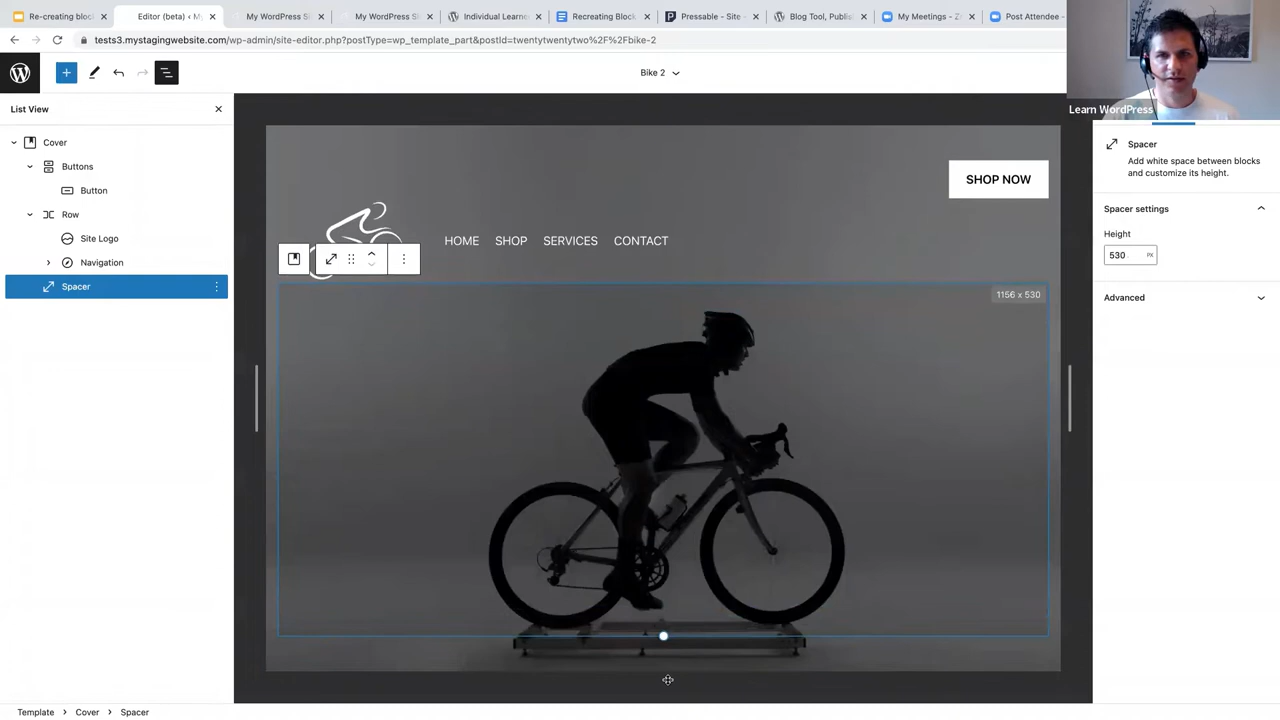 Re-creating block
Editor (beta) ‹ My
My WordPress S
My WordPress S
Individual Learne
Recreating Block
Pressable - Site
Blog Tool, Publis
My Meetings - Z
Post Attendee
tests3.mystagingwebsite.com/wp-admin/site-editor.php?postType=wp_template_part&postId=twentytwentytwo%2F%2Fbike-2
Bike 2
Learn WordPress
List View
Cover
Buttons
Button
Row
Site Logo
Navigation
Spacer
SHOP NOW
HOME SHOP SERVICES CONTACT
1156 x 530
Spacer
Add white space between blocks
and customize its height.
Spacer settings
Height
530 PX
Advanced
Template > Cover > Spacer